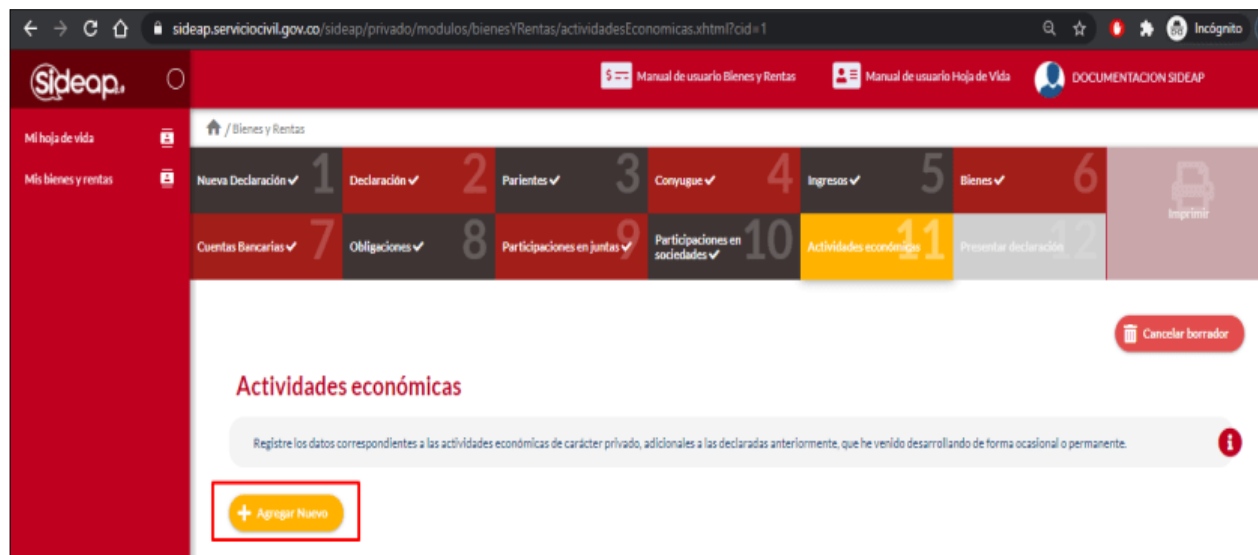 sideap.serviciocivil.gov.co/sideap/privado/modulos/bienesYRentas/actividadesEconomicas.xhtml?cid=1
Incógnito
Sideap.
Manual de usuario Bienes y Rentas
Manual de usuario Hoja de Vida
DOCUMENTACION SIDEAP
Mi hoja de vida
Mis bienes y rentas
/ Bienes y Rentas
Nueva Declaración ✓ 1
Declaración ✓ 2
Parientes ✓ 3
Conyugue ✓ 4
Ingresos ✓ 5
Bienes ✓ 6
Imprimir
Cuentas Bancarias ✓ 7
Obligaciones ✓ 8
Participaciones en juntas ✓ 9
Participaciones en
sociedades ✓ 10
Actividades económicas 11
Presentar declaración 12
Cancelar borrador
Actividades económicas
Registre los datos correspondientes a las actividades económicas de carácter privado, adicionales a las declaradas anteriormente, que he venido desarrollando de forma ocasional o permanente.
+ Agregar Nuevo